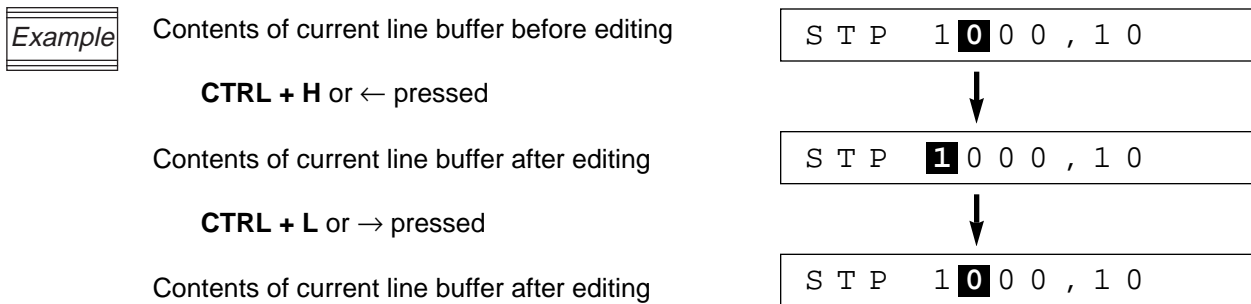 Example
Contents of current line buffer before editing
STP 1000,10
CTRL + H or ← pressed
Contents of current line buffer after editing
STP 1000,10
CTRL + L or → pressed
Contents of current line buffer after editing
STP 1000,10